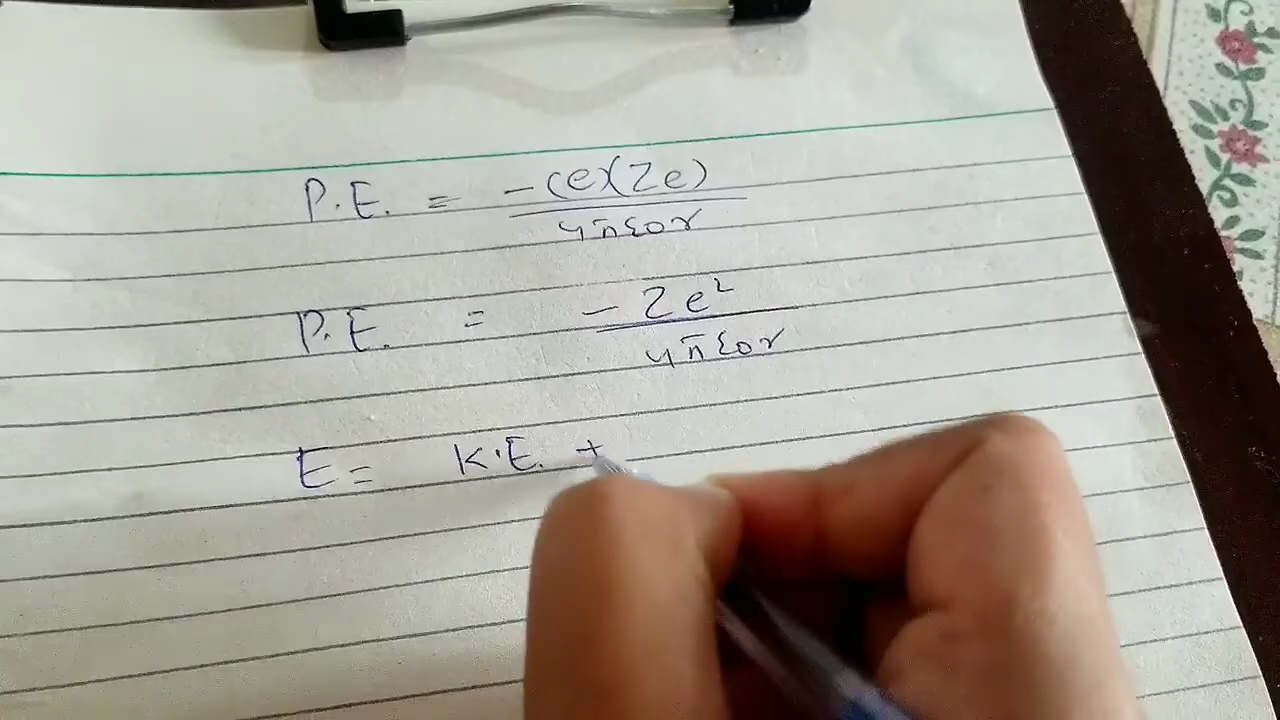 P.E. = -(e)(Ze)
4πε0r
P.E. = -Ze²
4πε0r
E = K.E. +